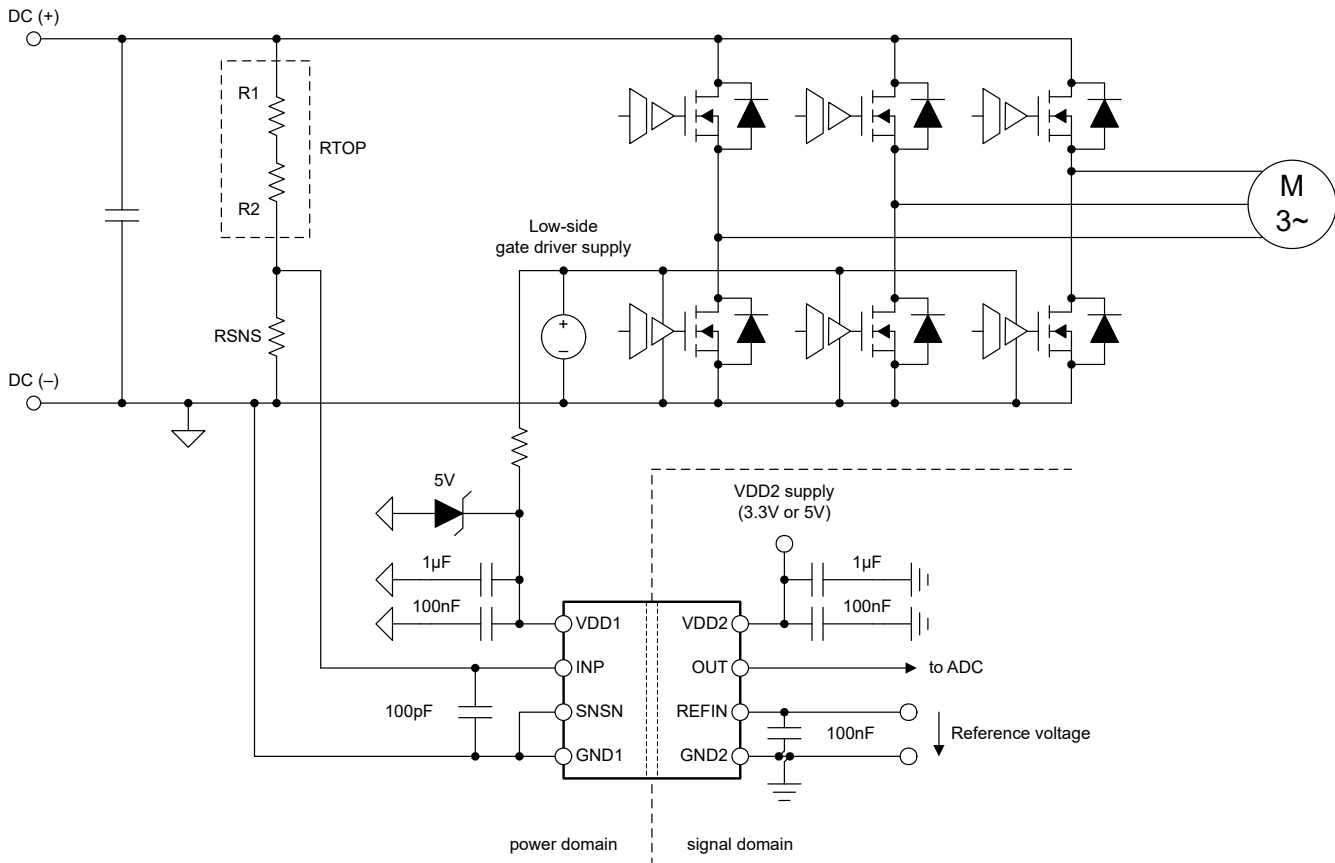 DC (+)
R1
RTOP
R2
M
3~
Low-side
gate driver supply
RSNS
+
–
DC (–)
5V
VDD2 supply
(3.3V or 5V)
1μF
1μF
100nF
100nF
VDD1
VDD2
INP
OUT
to ADC
100pF
SNSN
REFIN
100nF
Reference voltage
GND1
GND2
power domain
signal domain